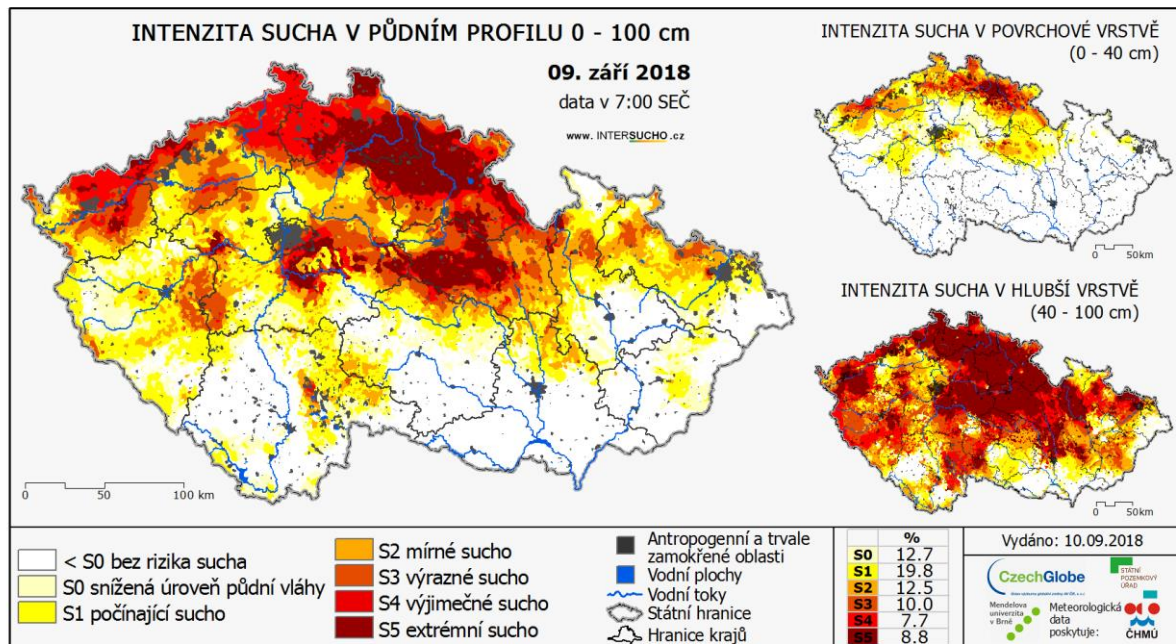 INTENZITA SUCHA V PŮDNÍM PROFILU 0 - 100 cm
09. září 2018
data v 7:00 SEČ
www. INTERSUCHO .cz
0 50 100 km
INTENZITA SUCHA V POVRCHOVÉ VRSTVĚ
(0 - 40 cm)
0 50km
INTENZITA SUCHA V HLUBŠÍ VRSTVĚ
(40 - 100 cm)
0 50km
< S0 bez rizika sucha
S0 snížená úroveň půdní vláhy
S1 počínající sucho
S2 mírné sucho
S3 výrazné sucho
S4 výjimečné sucho
S5 extrémní sucho
Antropogenní a trvale
zamokřené oblasti
Vodní plochy
Vodní toky
Státní hranice
Hranice krajů
%
S0 12.7
S1 19.8
S2 12.5
S3 10.0
S4 7.7
S5 8.8
Vydáno: 10.09.2018
CzechGlobe
STÁTNÍ
POZEMKOVÝ
ÚŘAD
Mendelova
univerzita
v Brně
Meteorologická
data
poskytuje:
ČHMÚ